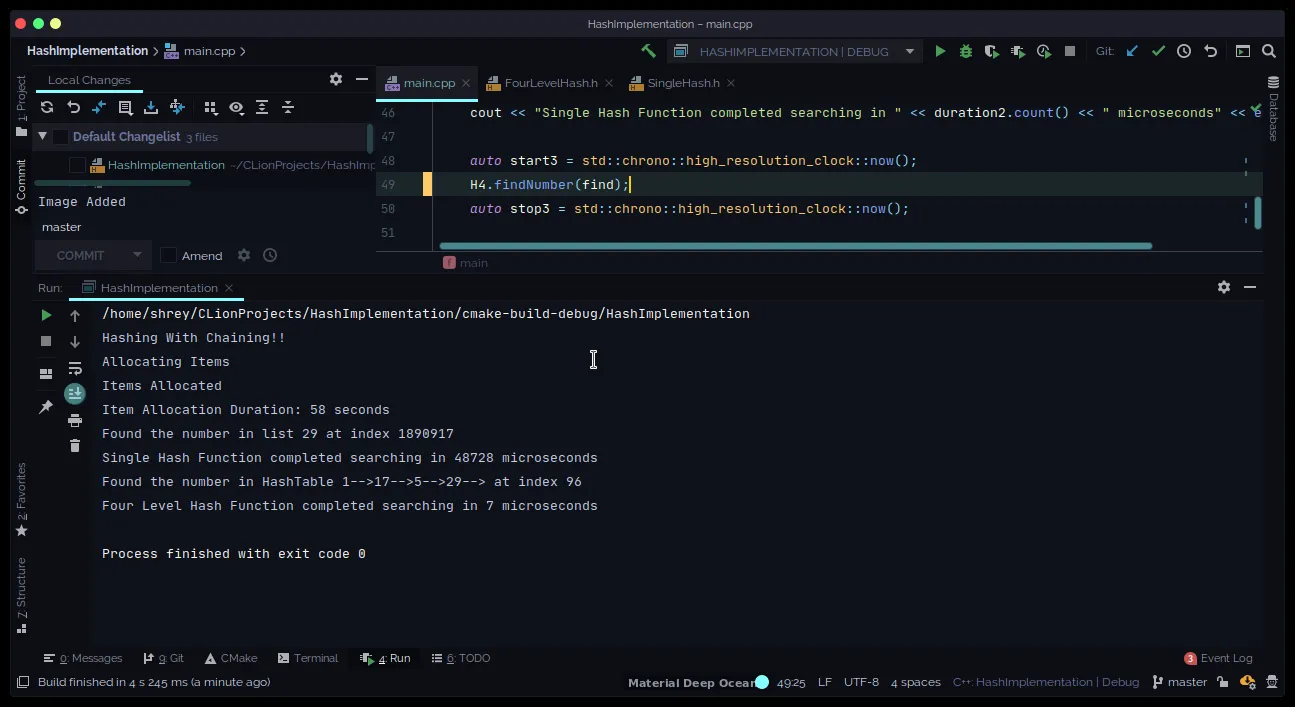 HashImplementation – main.cpp
HashImplementation main.cpp
HASHIMPLEMENTATION | DEBUG Git:
1: Project
Local Changes
main.cpp FourLevelHash.h SingleHash.h
Database
Default Changelist 3 files
HashImplementation ~/CLionProjects/HashImp
Commit
Image Added
master
COMMIT Amend
46 cout << "Single Hash Function completed searching in " << duration2.count() << " microseconds" << e
47
48 auto start3 = std::chrono::high_resolution_clock::now();
49 H4.findNumber(find);
50 auto stop3 = std::chrono::high_resolution_clock::now();
51
f main
Run: HashImplementation
/home/shrey/CLionProjects/HashImplementation/cmake-build-debug/HashImplementation
Hashing With Chaining!!
Allocating Items
Items Allocated
Item Allocation Duration: 58 seconds
Found the number in list 29 at index 1890917
Single Hash Function completed searching in 48728 microseconds
Found the number in HashTable 1-->17-->5-->29--> at index 96
Four Level Hash Function completed searching in 7 microseconds
Process finished with exit code 0
2: Favorites
7: Structure
0: Messages 9: Git CMake Terminal 4: Run 6: TODO 3 Event Log
Build finished in 4 s 245 ms (a minute ago) Material Deep Ocean 49:25 LF UTF-8 4 spaces C++: HashImplementation | Debug master